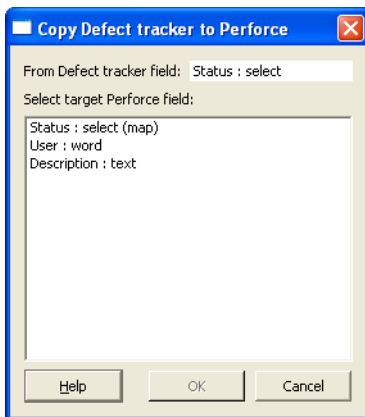 Copy Defect tracker to Perforce
From Defect tracker field: Status : select
Select target Perforce field:
Status : select (map)
User : word
Description : text
Help OK Cancel